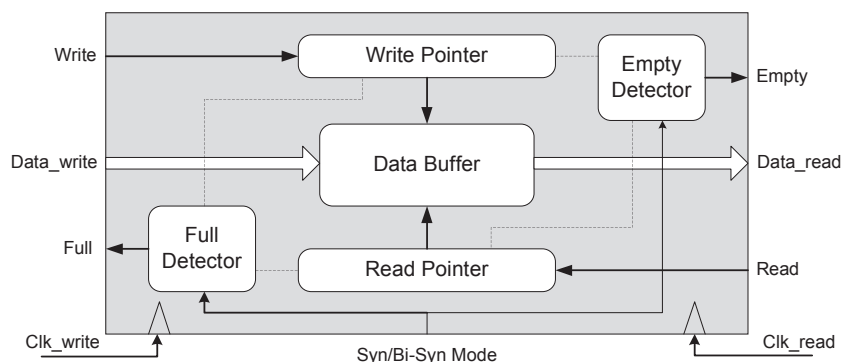 Write
Write Pointer
Empty
Detector
Empty
Data_write
Data Buffer
Data_read
Full
Full
Detector
Read Pointer
Read
Clk_write
Syn/Bi-Syn Mode
Clk_read